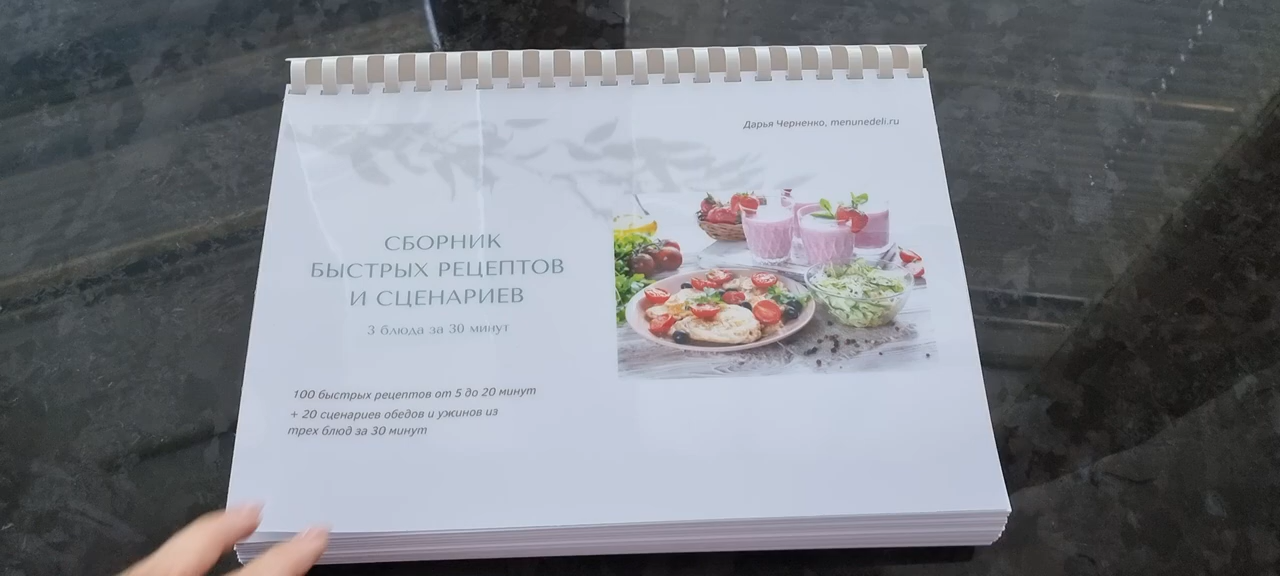 Дарья Черненко, menunedeli.ru
СБОРНИК
БЫСТРЫХ РЕЦЕПТОВ
И СЦЕНАРИЕВ
3 блюда за 30 минут
100 быстрых рецептов от 5 до 20 минут
+ 20 сценариев обедов и ужинов из
трех блюд за 30 минут